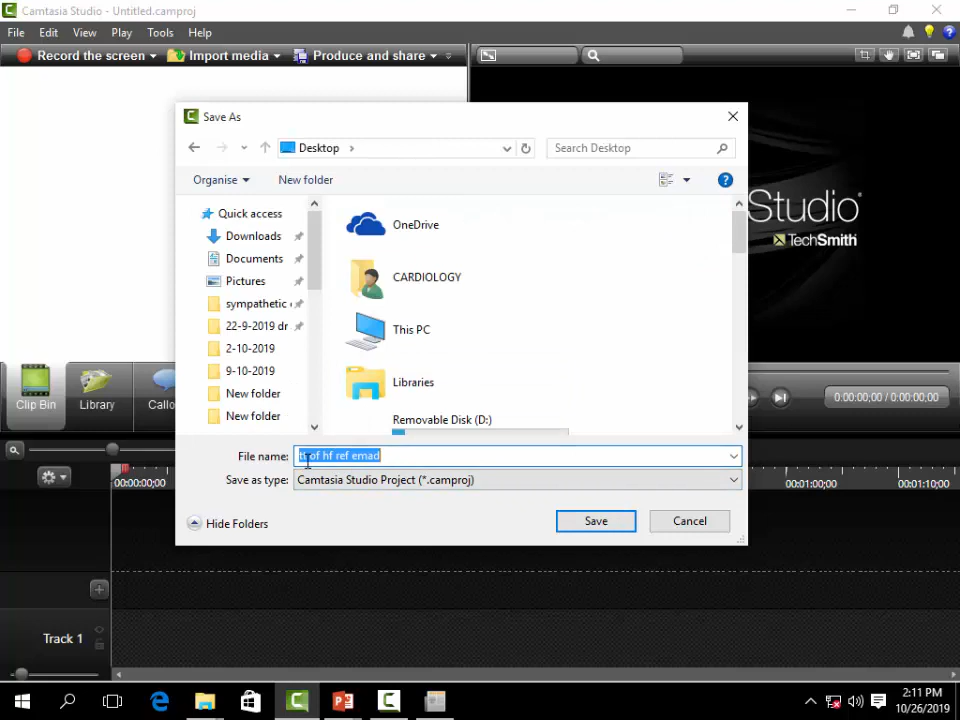 Camtasia Studio - Untitled.camproj
File Edit View Play Tools Help
Record the screen Import media Produce and share
Save As
Desktop
Search Desktop
Organise New folder
Quick access
Downloads
Documents
Pictures
sympathetic
22-9-2019 dr
2-10-2019
9-10-2019
New folder
New folder
OneDrive
CARDIOLOGY
This PC
Libraries
Removable Disk (D:)
Studio
TechSmith
Clip Bin
Library
Callo
0:00:00;00 / 0:00:00;00
File name: of hf ref emad
Save as type: Camtasia Studio Project (*.camproj)
Hide Folders
Save
Cancel
00:00:00;00
00:01:00;00
00:01:10;00
Track 1
2:11 PM
10/26/2019